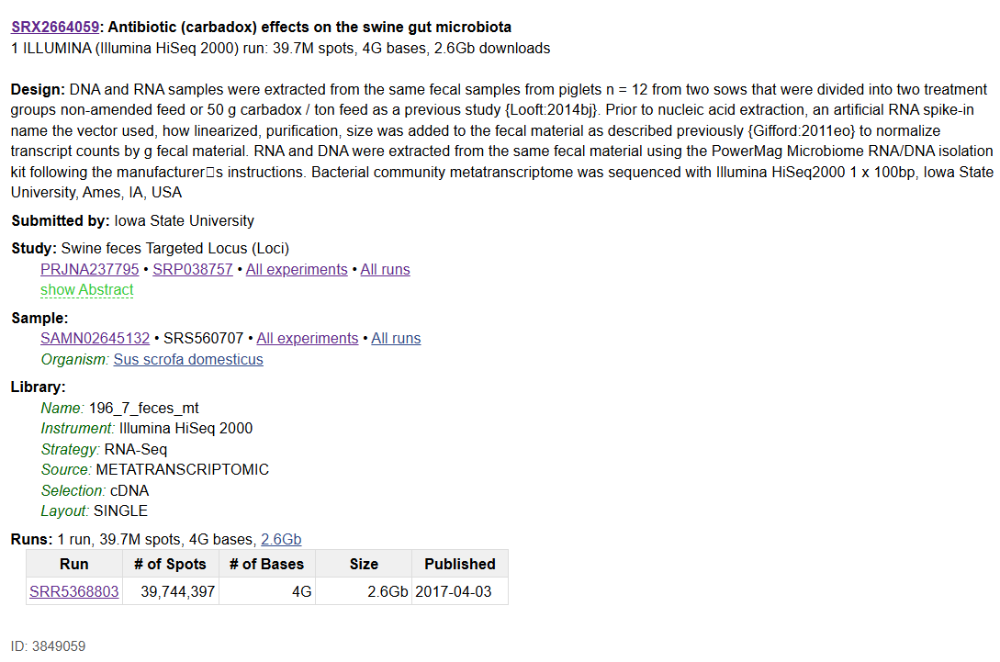 SRX2664059: Antibiotic (carbadox) effects on the swine gut microbiota
1 ILLUMINA (Illumina HiSeq 2000) run: 39.7M spots, 4G bases, 2.6Gb downloads
Design: DNA and RNA samples were extracted from the same fecal samples from piglets n = 12 from two sows that were divided into two treatment
groups non-amended feed or 50 g carbadox / ton feed as a previous study {Looft:2014bj}. Prior to nucleic acid extraction, an artificial RNA spike-in
name the vector used, how linearized, purification, size was added to the fecal material as described previously {Gifford:2011eo} to normalize
transcript counts by g fecal material. RNA and DNA were extracted from the same fecal material using the PowerMag Microbiome RNA/DNA isolation
kit following the manufacturer□s instructions. Bacterial community metatranscriptome was sequenced with Illumina HiSeq2000 1 x 100bp, Iowa State
University, Ames, IA, USA
Submitted by: Iowa State University
Study: Swine feces Targeted Locus (Loci)
PRJNA237795 • SRP038757 • All experiments • All runs
show Abstract
Sample:
SAMN02645132 • SRS560707 • All experiments • All runs
Organism: Sus scrofa domesticus
Library:
Name: 196_7_feces_mt
Instrument: Illumina HiSeq 2000
Strategy: RNA-Seq
Source: METATRANSCRIPTOMIC
Selection: cDNA
Layout: SINGLE
Runs: 1 run, 39.7M spots, 4G bases, 2.6Gb
Run # of Spots # of Bases Size Published
SRR5368803 39,744,397 4G 2.6Gb 2017-04-03
ID: 3849059